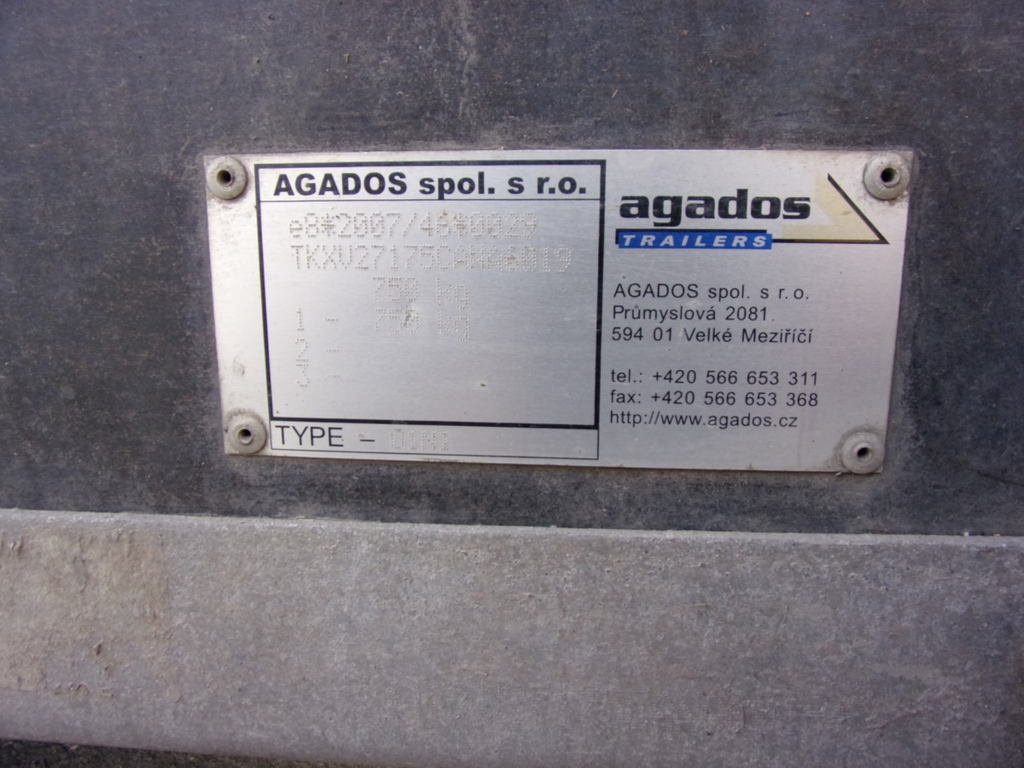 AGADOS spol. s r.o.
e8*2007/46*0029
750 kg
1 - 750 kg
2 -
3 -
TYPE -
agados
TRAILERS
AGADOS spol. s r.o.
Průmyslová 2081
594 01 Velké Meziříčí
tel.: +420 566 653 311
fax: +420 566 653 368
http://www.agados.cz